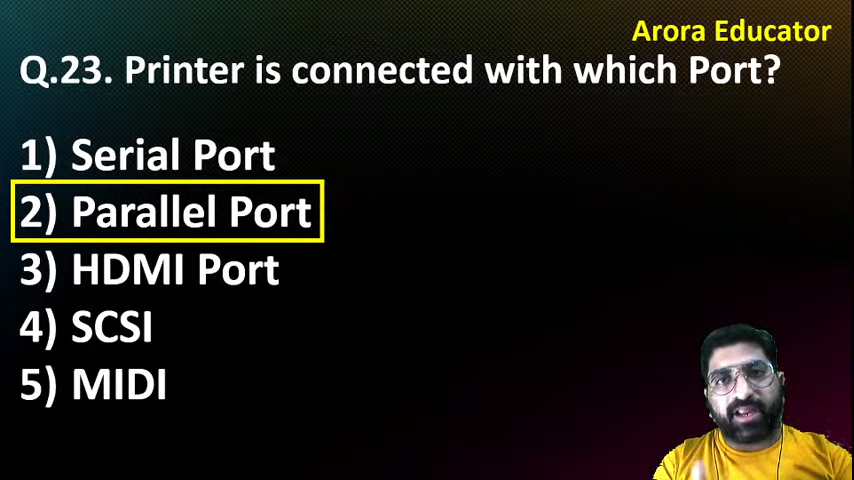 Arora Educator
Q.23. Printer is connected with which Port?
1) Serial Port
2) Parallel Port
3) HDMI Port
4) SCSI
5) MIDI